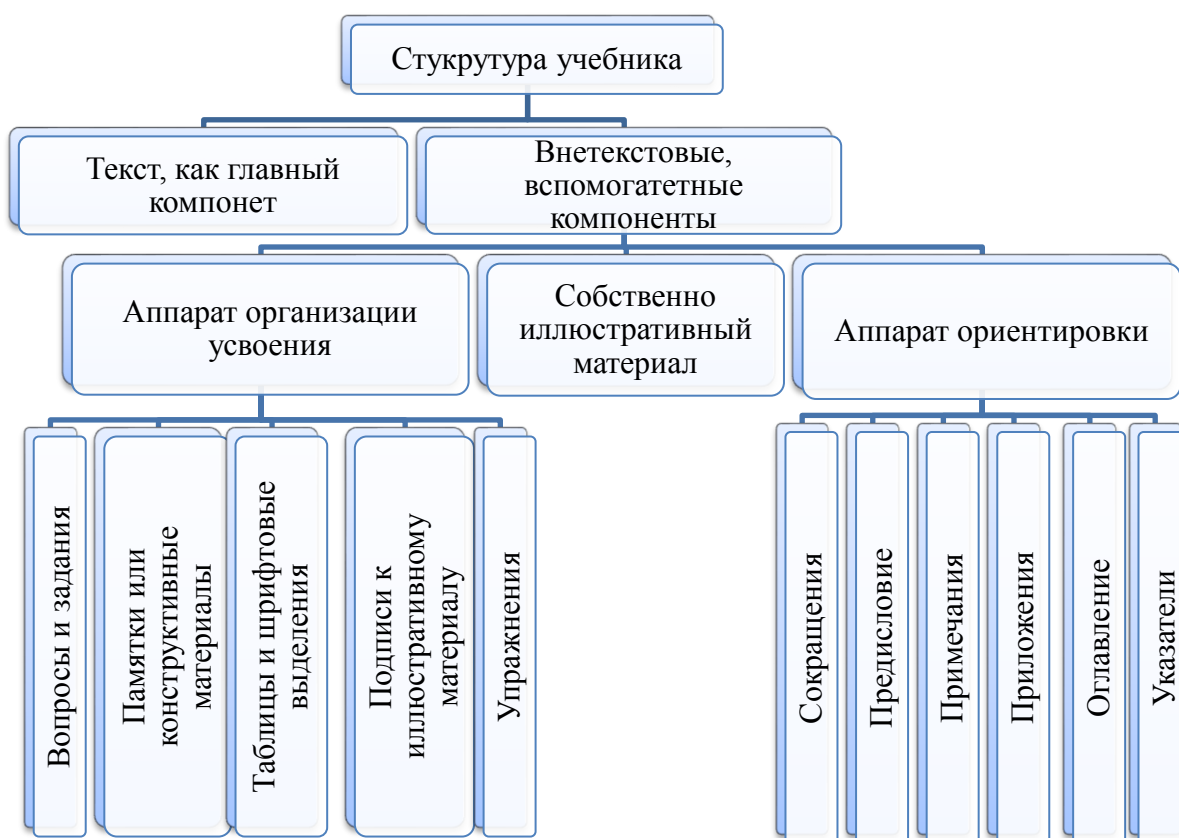 Стукрутура учебника
Текст, как главный
компонет
Внетекстовые,
вспомогатетные
компоненты
Аппарат организации
усвоения
Собственно
иллюстративный
материал
Аппарат ориентировки
Вопросы и задания
Памятки или
конструктивные
материалы
Таблицы и шрифтовые
выделения
Подписи к
иллюстративному
материалу
Упражнения
Сокращения
Предисловие
Примечания
Приложения
Оглавление
Указатели